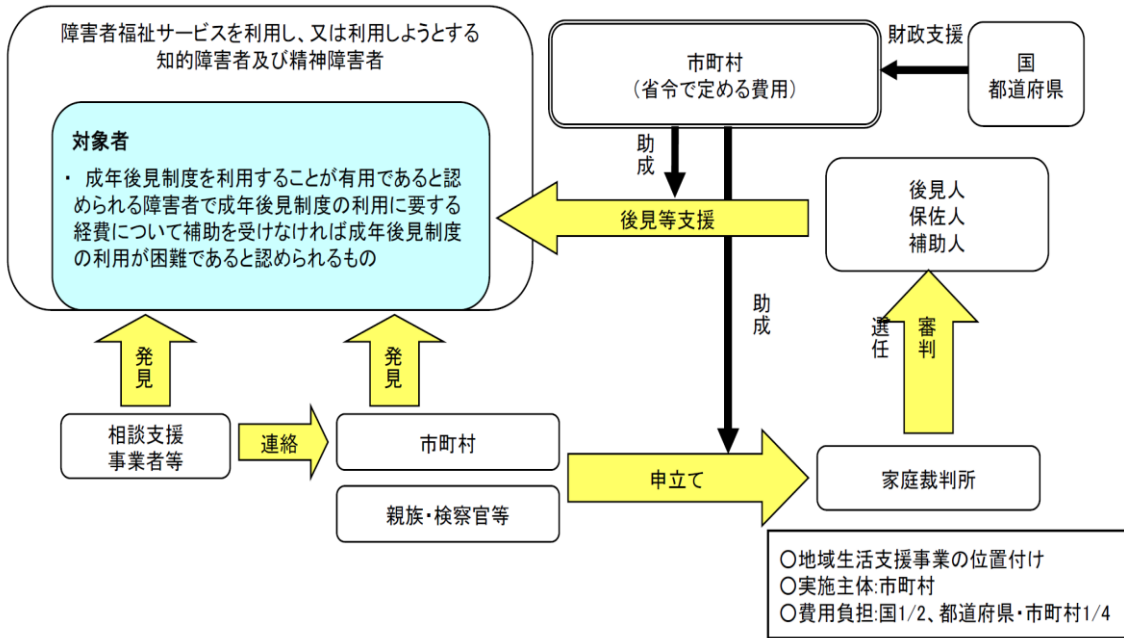 障害者福祉サービスを利用し、又は利用しようとする
知的障害者及び精神障害者
対象者
・ 成年後見制度を利用することが有用であると認
められる障害者で成年後見制度の利用に要する
経費について補助を受けなければ成年後見制度
の利用が困難であると認められるもの
市町村
（省令で定める費用）
財政支援
国
都道府県
助成
後見等支援
後見人
保佐人
補助人
助成
選任
審判
発見
発見
相談支援
事業者等
連絡
市町村
親族・検察官等
申立て
家庭裁判所
○地域生活支援事業の位置付け
○実施主体:市町村
○費用負担:国1/2、都道府県・市町村1/4